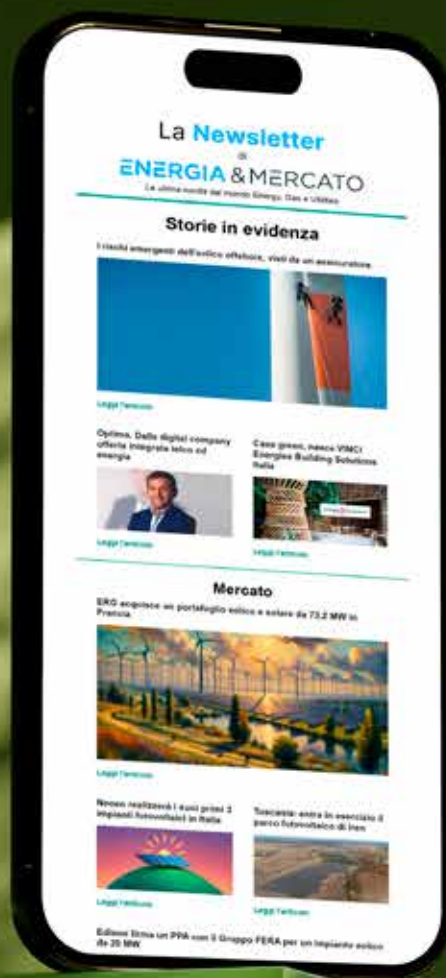 La Newsletter
di
ENERGIA & MERCATO
Le ultime novità dal mondo Energy, Gas e Utilities
Storie in evidenza
I rischi emergenti dell'eolico offshore, visti da un assicuratore
Leggi l'articolo
Optima. Dalla digital company
offerta integrata telco ed
energia
Leggi l'articolo
Case green, nasce VINCI
Energies Building Solutions
Italia
Leggi l'articolo
Mercato
ERG acquisce un portafoglio eolico e solare da 73,2 MW in
Francia
Leggi l'articolo
realizzerà i suoi primi 3
impianti fotovoltaici in Italia
Leggi l'articolo
Toscana: entra in esercizio il
parco fotovoltaico di Iren
Leggi l'articolo
Edison firma un PPA con il Gruppo FERA per un impianto eolico
da 20 MW